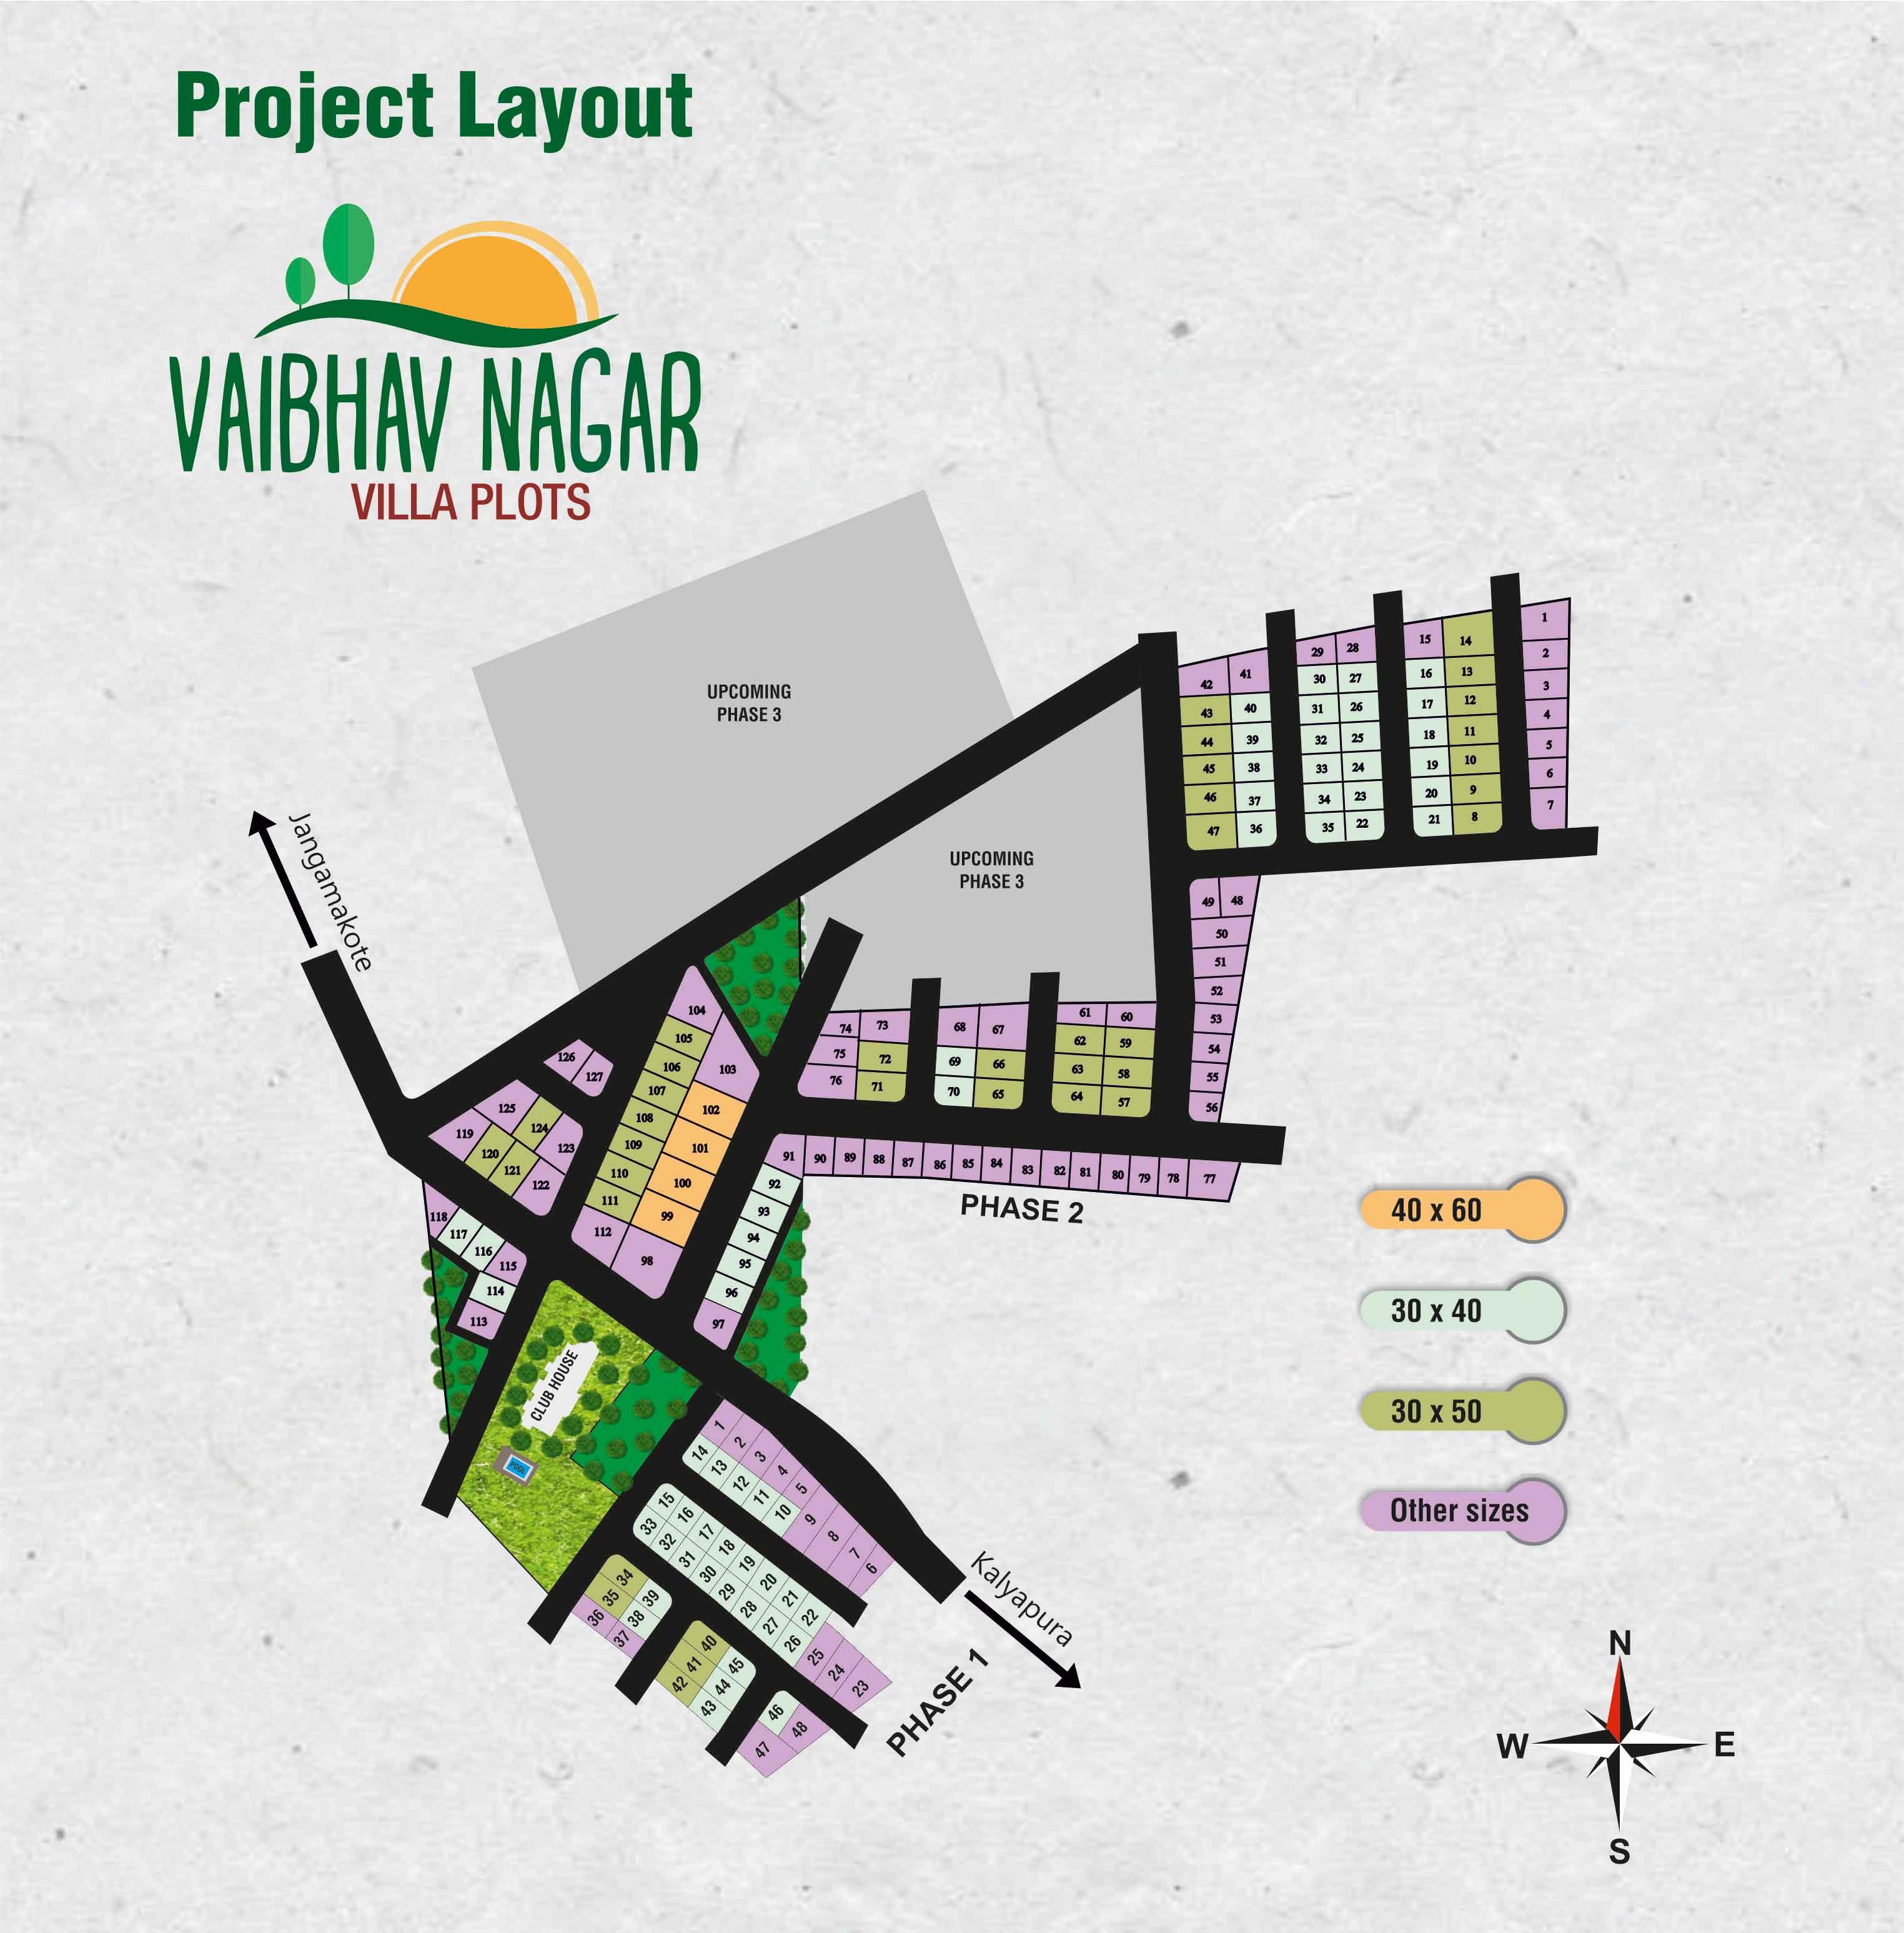 Project Layout
VAIBHAV NAGAR
VILLA PLOTS
UPCOMING
PHASE 3
UPCOMING
PHASE 3
Jangamakote
42 41
43 40
44 39
45 38
46 37
47 36
29 28
30 27
31 26
32 25
33 24
34 23
35 22
15 14
16 13
17 12
18 11
19 10
20 9
21 8
1
2
3
4
5
6
7
49 48
50
51
52
53
54
55
56
74 73
75 72
76 71
68 67
69 66
70 65
61 60
62 59
63 58
64 57
91 90 89 88 87 86 85 84 83 82 81 80 79 78 77
PHASE 2
104
105
106 103
107
108 102
109 101
110 100
111 99
112 98
126 127
125 124 123
119 120 121 122
118 117 116 115
114
113
92
93
94
95
96
97
CLUB HOUSE
POOL
1 2 3 4 5
14 13 12 11 10 9 8 7 6
15 16 17 18 19 20 21 22
33 32 31 30 29 28 27 26 25 24 23
34 39
35 38
36 37
40 45
41 44
42 43
46 48
47
PHASE 1
Kalyapura
40 x 60
30 x 40
30 x 50
Other sizes
N
W E
S